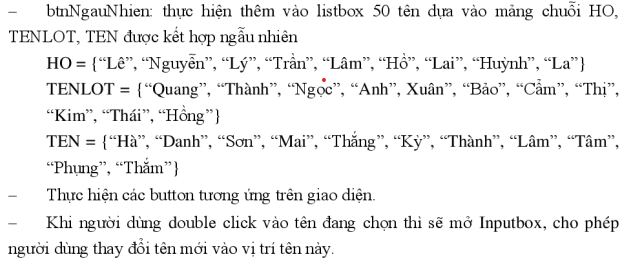 – btnNgauNhien: thực hiện thêm vào listbox 50 tên dựa vào mảng chuỗi HO,
TENLOT, TEN được kết hợp ngẫu nhiên
HO = {“Lê”, “Nguyễn”, “Lý”, “Trần”, “Lâm”, “Hồ”, “Lai”, “Huỳnh”, “La”}
TENLOT = {“Quang”, “Thành”, “Ngọc”, “Anh”, Xuân”, “Bảo”, “Cẩm”, “Thị”,
“Kim”, “Thái”, “Hồng”}
TEN = {“Hà”, “Danh”, “Sơn”, “Mai”, “Thắng”, “Kỳ”, “Thành”, “Lâm”, “Tâm”,
“Phụng”, “Thắm”}
– Thực hiện các button tương ứng trên giao diện.
– Khi người dùng double click vào tên đang chọn thì sẽ mở Inputbox, cho phép
người dùng thay đổi tên mới vào vị trí tên này.